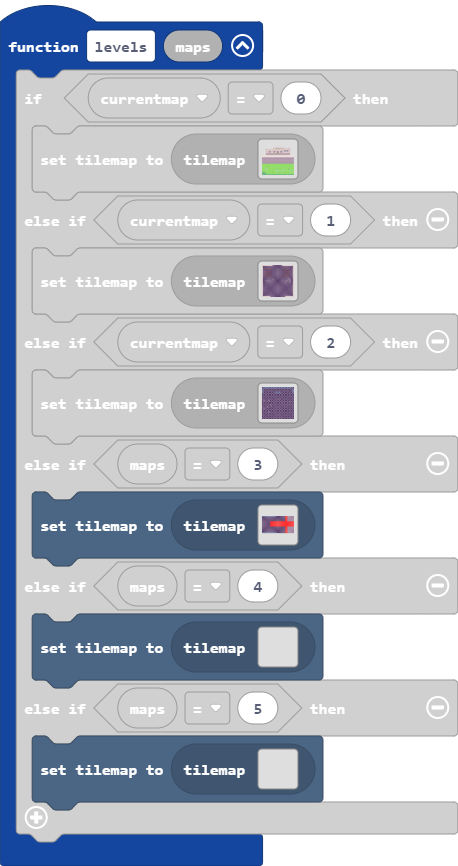 function levels maps
if currentmap = 0 then
set tilemap to tilemap
else if currentmap = 1 then
set tilemap to tilemap
else if currentmap = 2 then
set tilemap to tilemap
else if maps = 3 then
set tilemap to tilemap
else if maps = 4 then
set tilemap to tilemap
else if maps = 5 then
set tilemap to tilemap